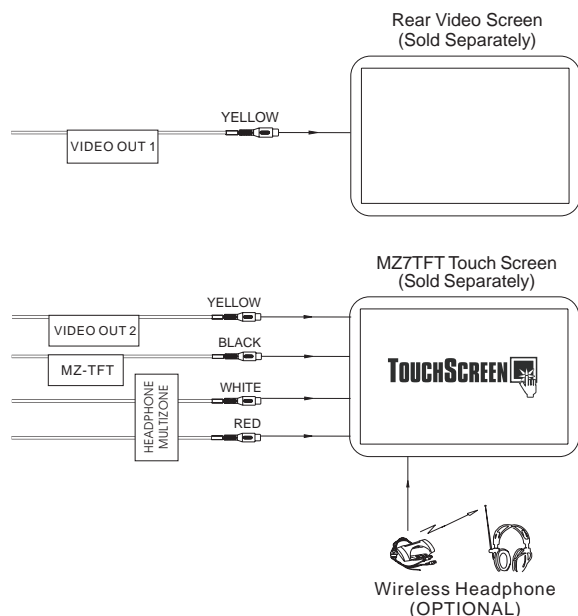 Rear Video Screen
(Sold Separately)
YELLOW
VIDEO OUT 1
MZ7TFT Touch Screen
(Sold Separately)
YELLOW
VIDEO OUT 2
BLACK
MZ-TFT
WHITE
HEADPHONE
MULTIZONE
RED
TOUCHSCREEN
Wireless Headphone
(OPTIONAL)